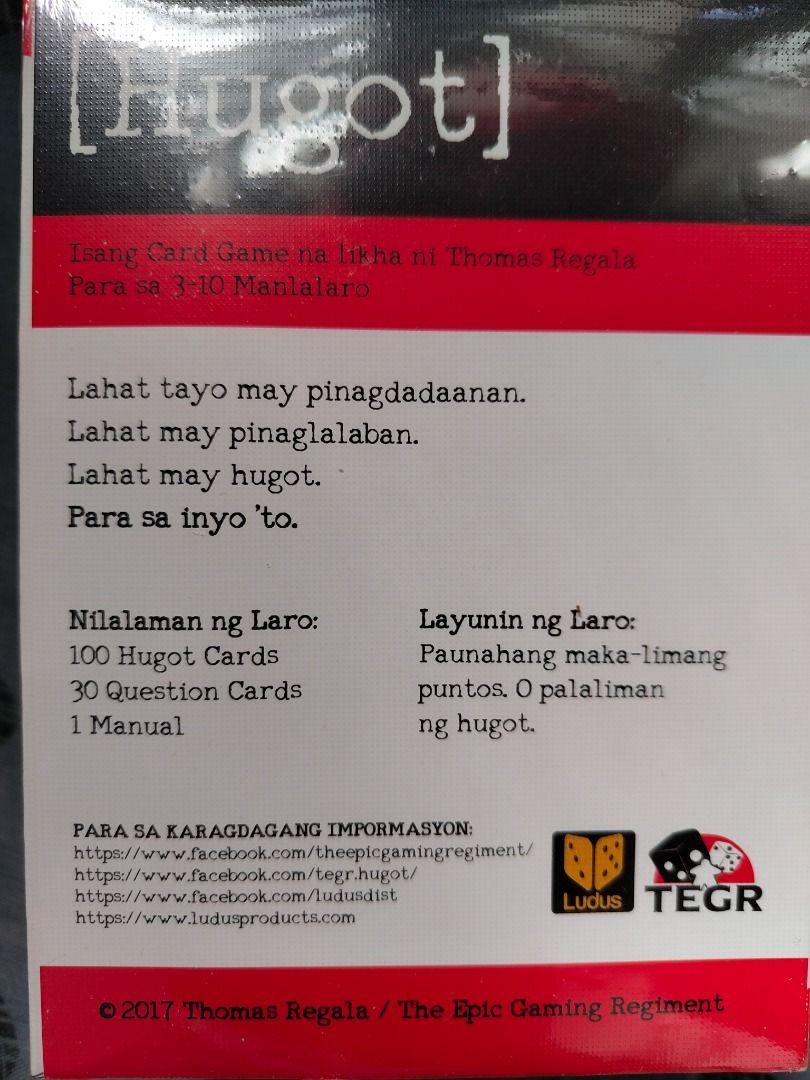 [Hugot]
Isang Card Game na likha ni Thomas Regala
Para sa 3-10 Manlalaro
Lahat tayo may pinagdadaanan.
Lahat may pinaglalaban.
Lahat may hugot.
Para sa inyo 'to.
Nilalaman ng Laro:
100 Hugot Cards
30 Question Cards
1 Manual
Layunin ng Laro:
Paunahang maka-limang
puntos. O palaliman
ng hugot.
PARA SA KARAGDAGANG IMPORMASYON:
https://www.facebook.com/theepicgamingregiment/
https://www.facebook.com/tegr.hugot/
https://www.facebook.com/ludusdist
https://www.ludusproducts.com
Ludus
TEGR
© 2017 Thomas Regala / The Epic Gaming Regiment